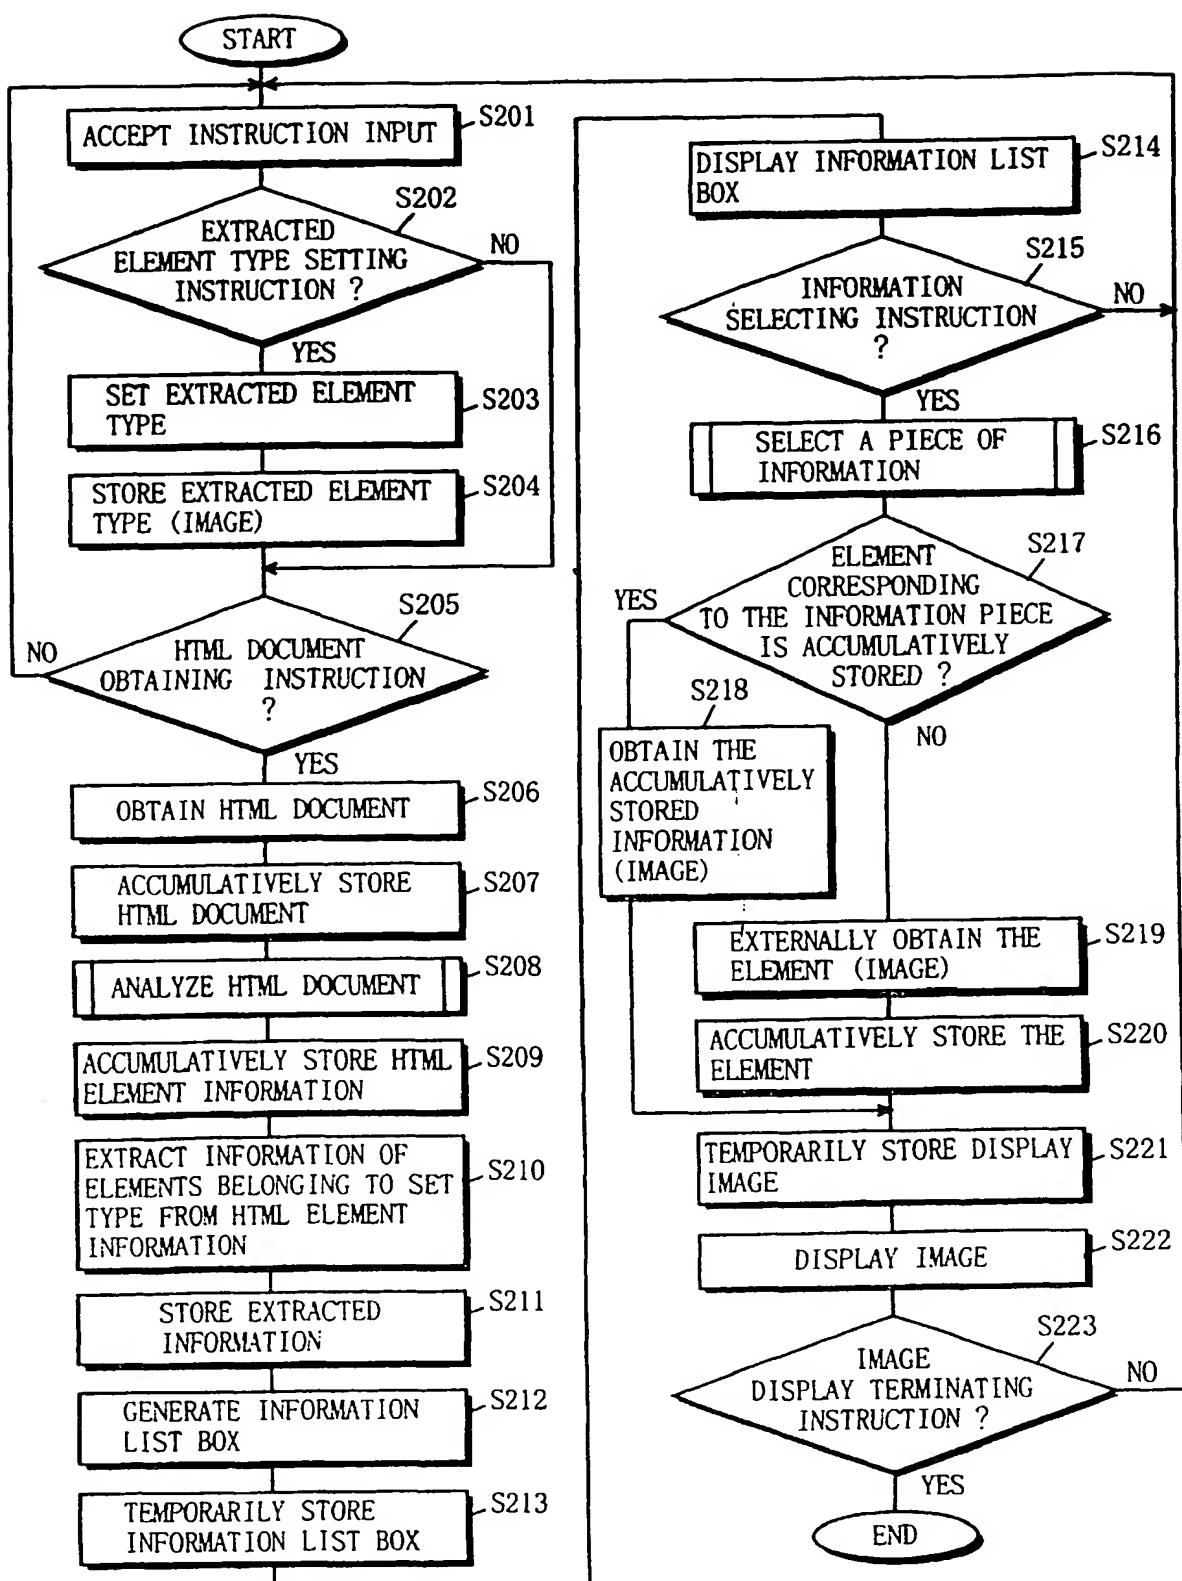 START
ACCEPT INSTRUCTION INPUT
S201
S202
EXTRACTED
ELEMENT TYPE SETTING
INSTRUCTION ?
NO
YES
SET EXTRACTED ELEMENT
TYPE
S203
STORE EXTRACTED ELEMENT
TYPE (IMAGE)
S204
S205
HTML DOCUMENT
OBTAINING INSTRUCTION
?
NO
YES
OBTAIN HTML DOCUMENT
S206
ACCUMULATIVELY STORE
HTML DOCUMENT
S207
ANALYZE HTML DOCUMENT
S208
ACCUMULATIVELY STORE HTML
ELEMENT INFORMATION
S209
EXTRACT INFORMATION OF
ELEMENTS BELONGING TO SET
TYPE FROM HTML ELEMENT
INFORMATION
S210
STORE EXTRACTED
INFORMATION
S211
GENERATE INFORMATION
LIST BOX
S212
TEMPORARILY STORE
INFORMATION LIST BOX
S213
DISPLAY INFORMATION LIST
BOX
S214
S215
INFORMATION
SELECTING INSTRUCTION
?
NO
YES
SELECT A PIECE OF
INFORMATION
S216
S217
ELEMENT
CORRESPONDING
TO THE INFORMATION PIECE
IS ACCUMULATIVELY
STORED ?
YES
NO
S218
OBTAIN THE
ACCUMULATIVELY
STORED
INFORMATION
(IMAGE)
EXTERNALLY OBTAIN THE
ELEMENT (IMAGE)
S219
ACCUMULATIVELY STORE THE
ELEMENT
S220
TEMPORARILY STORE DISPLAY
IMAGE
S221
DISPLAY IMAGE
S222
S223
IMAGE
DISPLAY TERMINATING
INSTRUCTION ?
NO
YES
END